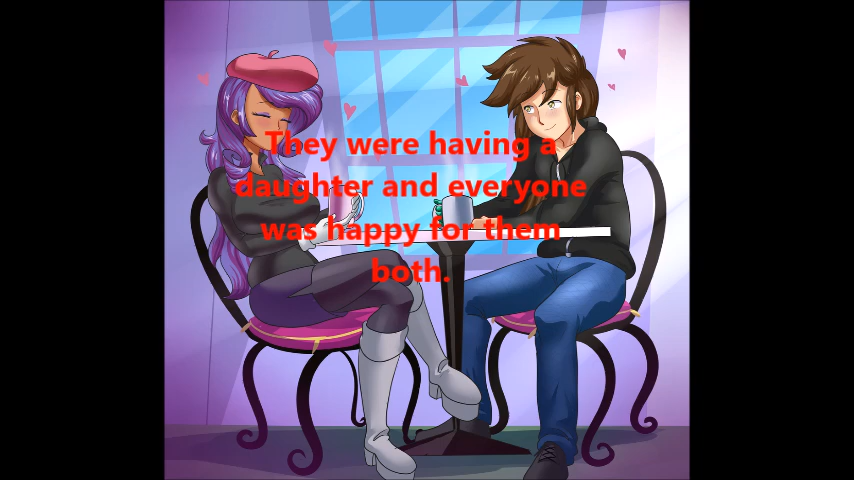 They were having a
daughter and everyone
was happy for them
both.